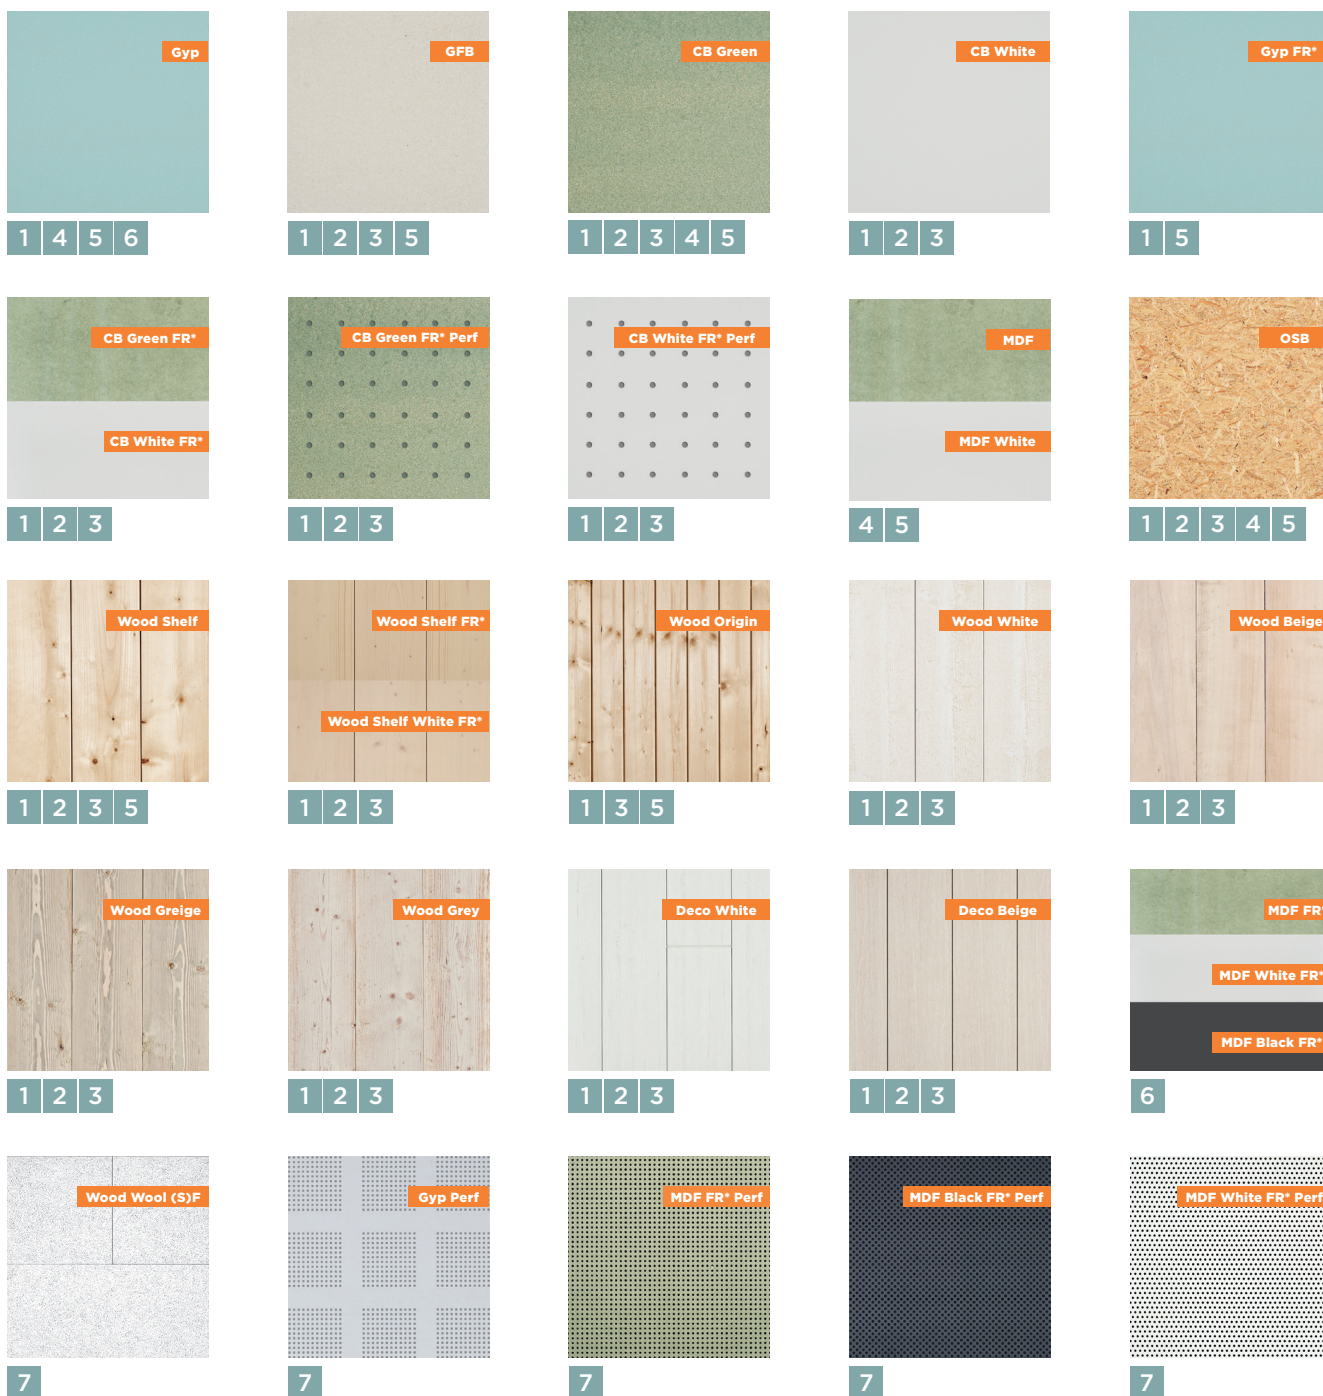 Gyp
GFB
CB Green
CB White
Gyp FR*
1 4 5 6
1 2 3 5
1 2 3 4 5
1 2 3
1 5
CB Green FR*
CB White FR*
CB Green FR* Perf
CB White FR* Perf
MDF
MDF White
OSB
1 2 3
1 2 3
1 2 3
4 5
1 2 3 4 5
Wood Shelf
Wood Shelf FR*
Wood Shelf White FR*
Wood Origin
Wood White
Wood Beige
1 2 3 5
1 2 3
1 3 5
1 2 3
1 2 3
Wood Greige
Wood Grey
Deco White
Deco Beige
MDF FR*
MDF White FR*
MDF Black FR*
1 2 3
1 2 3
1 2 3
1 2 3
6
Wood Wool (S)F
Gyp Perf
MDF FR* Perf
MDF Black FR* Perf
MDF White FR* Perf
7
7
7
7
7